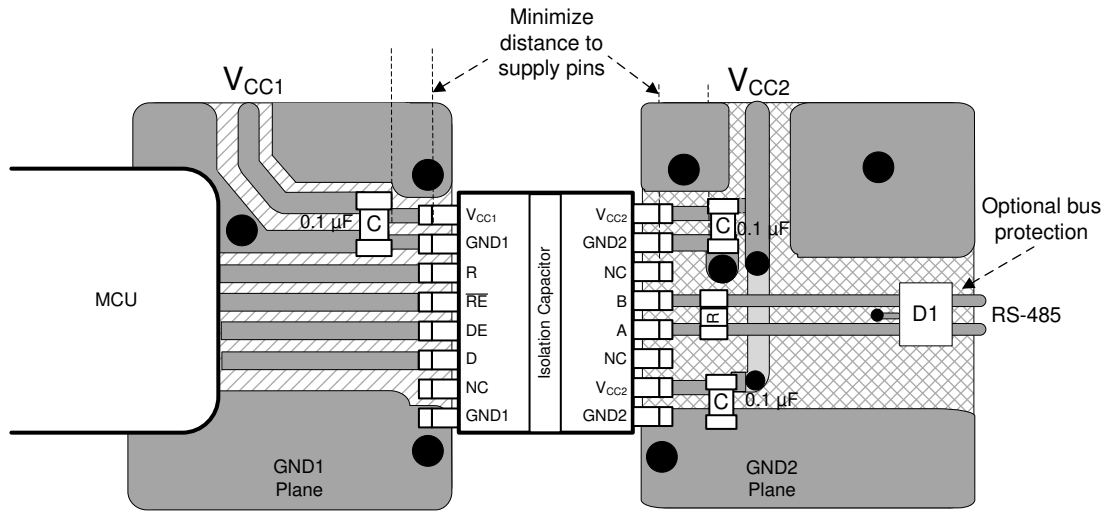 Minimize
distance to
supply pins
VCC1
VCC2
Optional bus
protection
0.1 µF
C
C
0.1 µF
MCU
VCC1
GND1
R
R̅E̅
DE
D
NC
GND1
Isolation Capacitor
VCC2
GND2
NC
B
A
NC
VCC2
GND2
R
D1
RS-485
C
0.1 µF
GND1
Plane
GND2
Plane